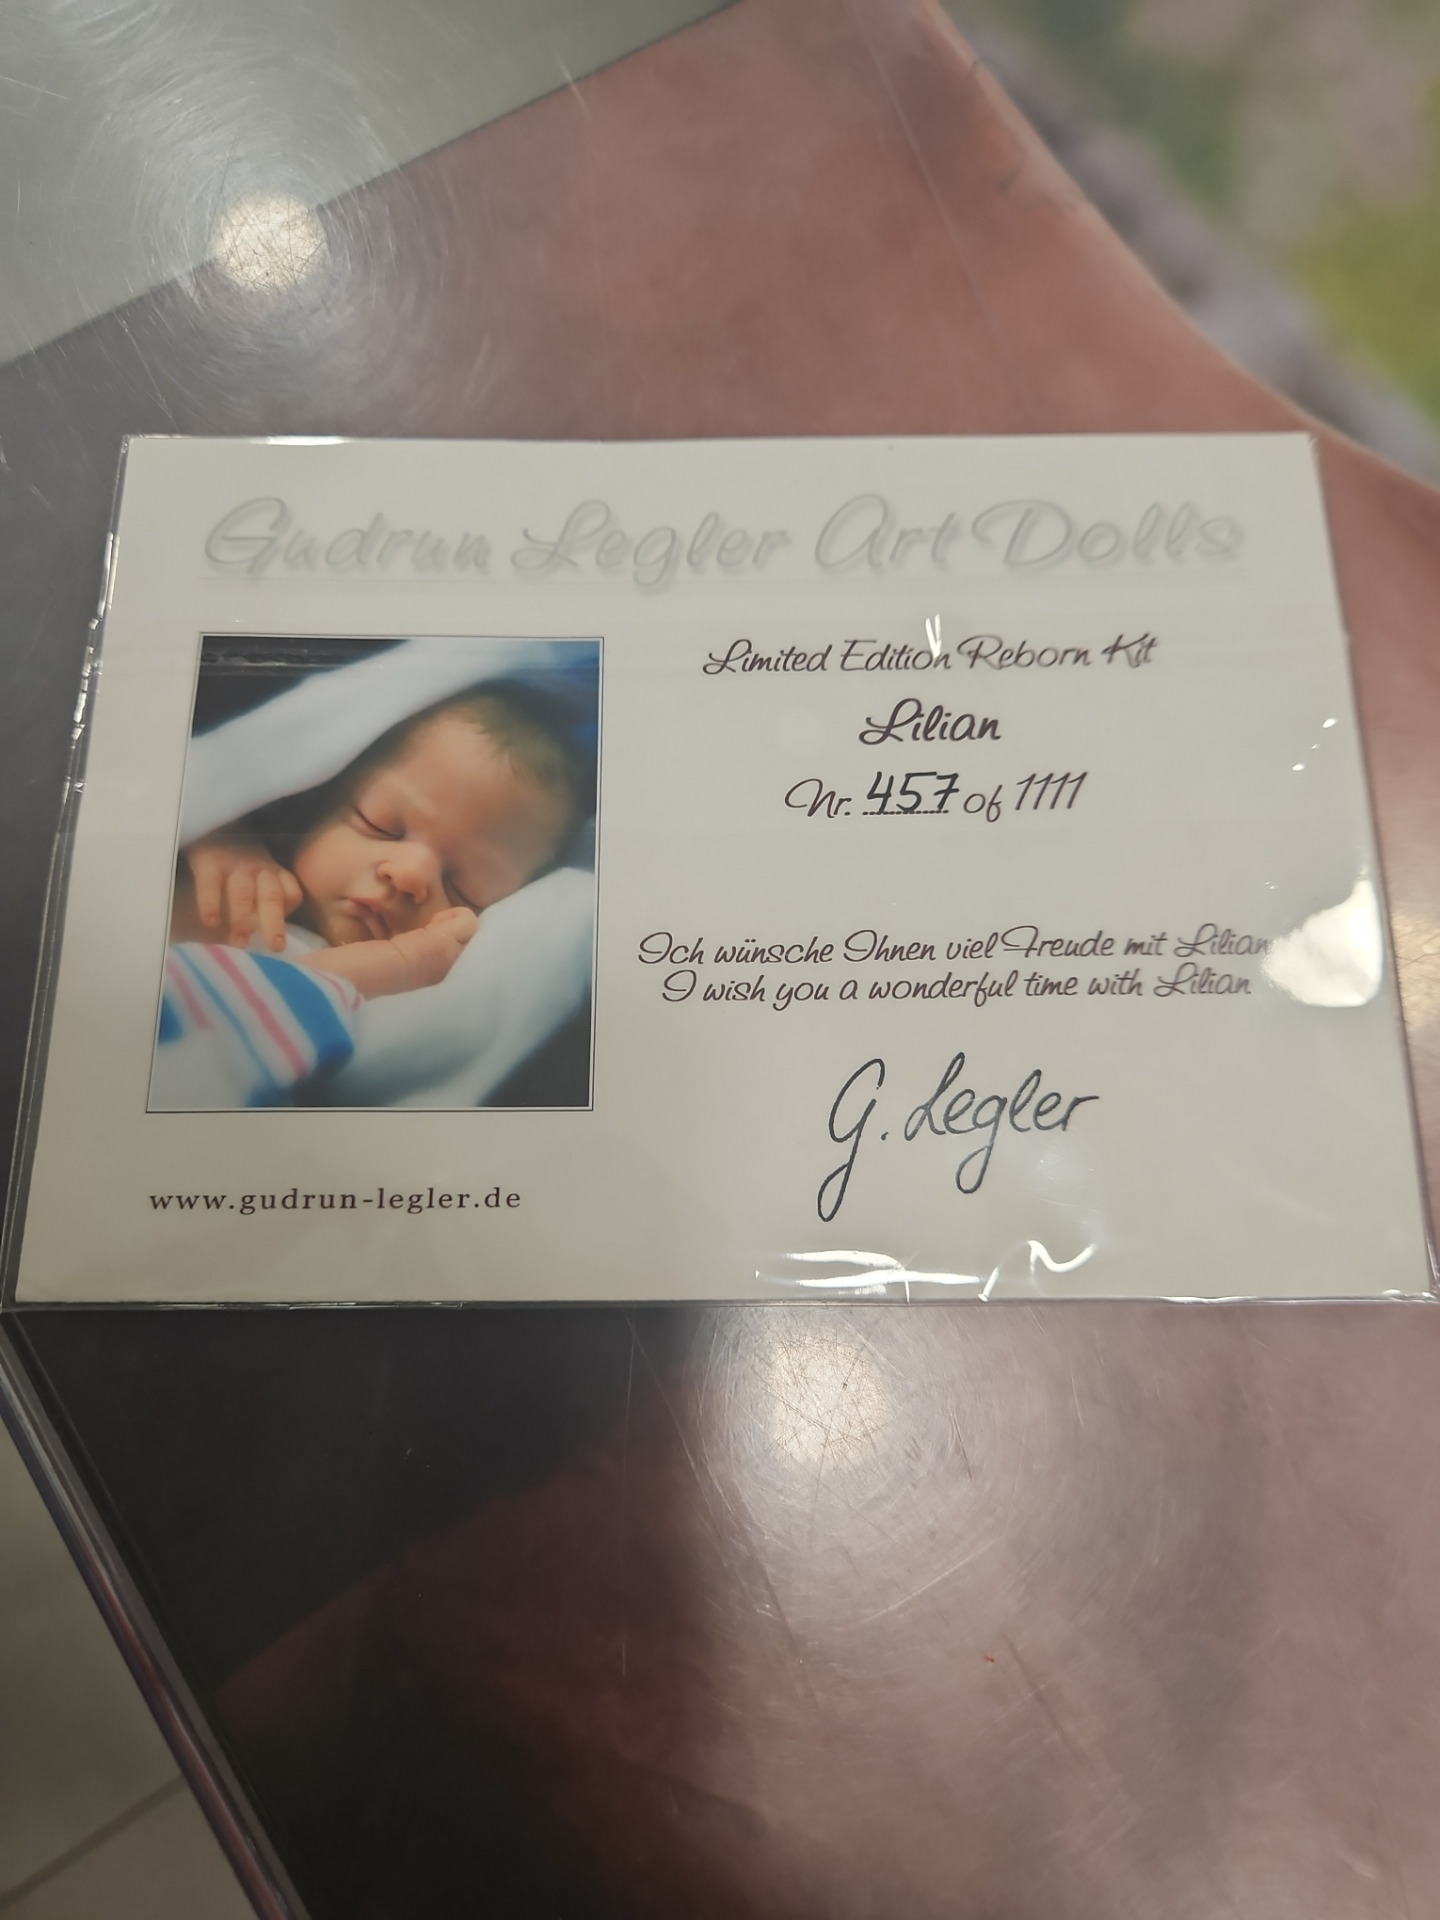 Gudrun Legler Art Dolls
Limited Edition Reborn Kit
Lilian
Nr. 457 of 1111
Ich wünsche Ihnen viel Freude mit Lilian
I wish you a wonderful time with Lilian
G. Legler
www.gudrun-legler.de